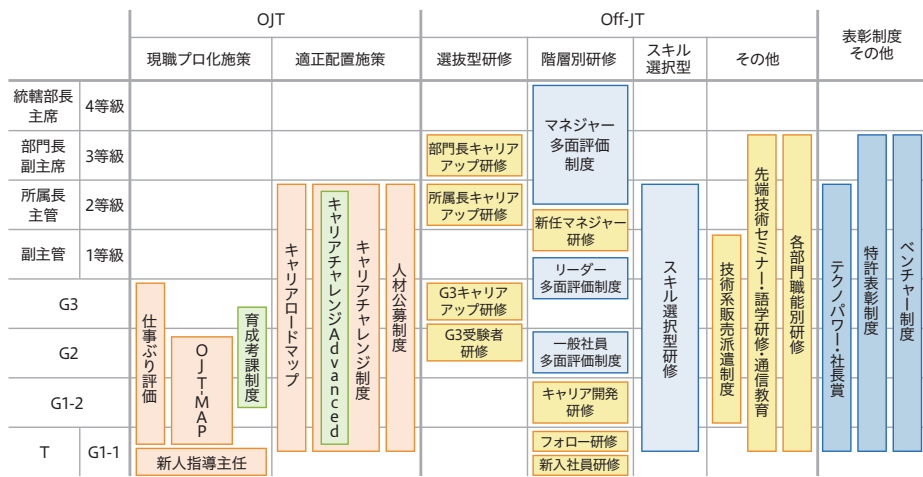 OJT
Off-JT
表彰制度
その他
現職プロ化施策
適正配置施策
選抜型研修
階層別研修
スキル
選択型
その他
統轄部長
主席
4等級
部門長
副主席
3等級
所属長
主管
2等級
副主管
1等級
G3
G2
G1-2
T
G1-1
仕事ぶり評価
OJT-MAP
育成考課制度
新人指導主任
キャリアロードマップ
キャリアチャレンジAdvanced
キャリアチャレンジ制度
人材公募制度
部門長キャリア
アップ研修
所属長キャリア
アップ研修
G3キャリア
アップ研修
G3受験者
研修
マネジャー
多面評価
制度
新任マネジャー
研修
リーダー
多面評価制度
一般社員
多面評価制度
キャリア開発
研修
フォロー研修
新入社員研修
スキル選択型研修
技術系販売派遣制度
先端技術セミナー・語学研修・通信教育
各部門職能別研修
テクノパワー・社長賞
特許表彰制度
ベンチャー制度